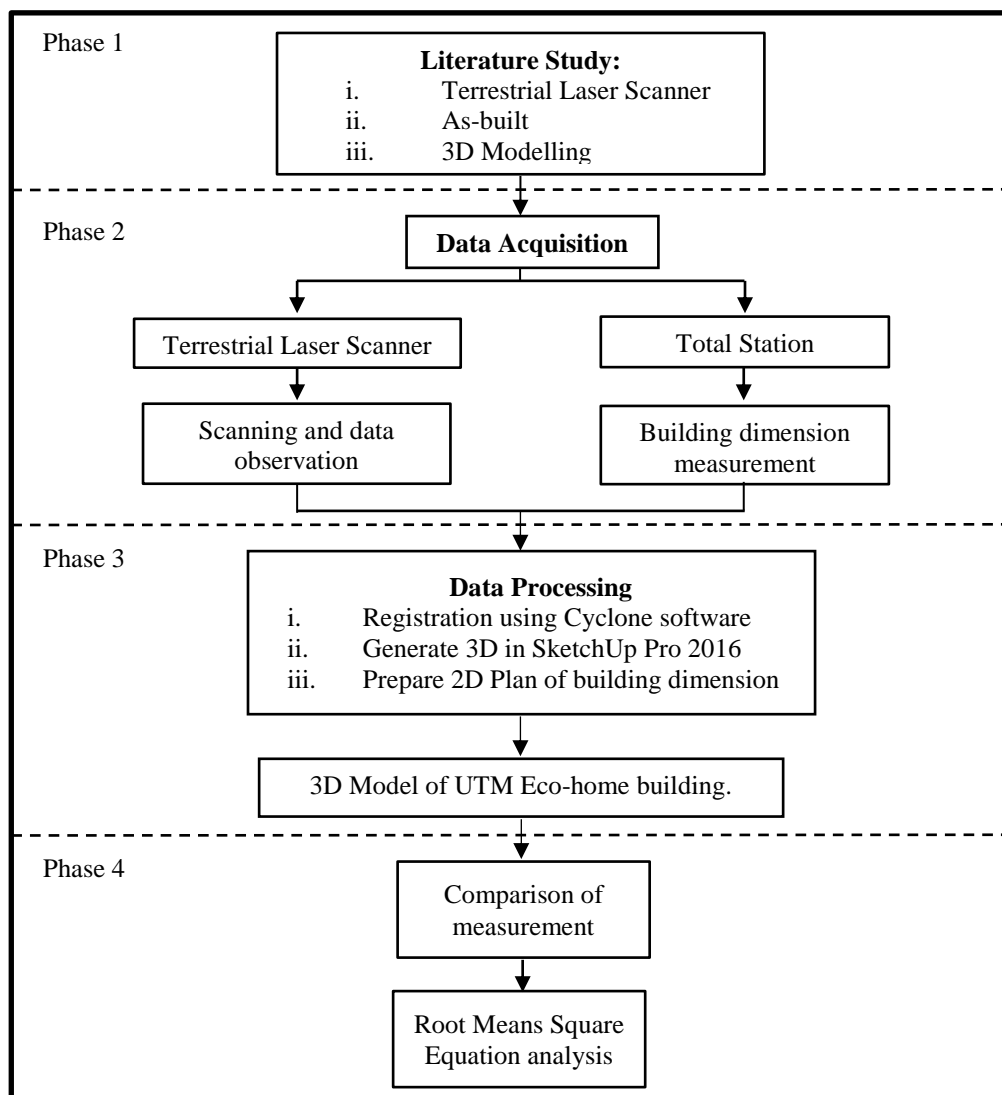 Phase 1
Literature Study:
i. Terrestrial Laser Scanner
ii. As-built
iii. 3D Modelling
Phase 2
Data Acquisition
Terrestrial Laser Scanner
Total Station
Scanning and data
observation
Building dimension
measurement
Phase 3
Data Processing
i. Registration using Cyclone software
ii. Generate 3D in SketchUp Pro 2016
iii. Prepare 2D Plan of building dimension
3D Model of UTM Eco-home building.
Phase 4
Comparison of
measurement
Root Means Square
Equation analysis